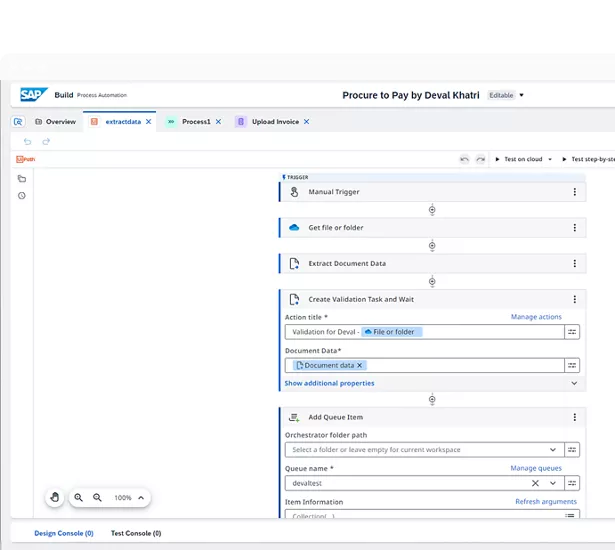 SAP Build Process Automation
Procure to Pay by Deval Khatri Editable
Overview extractdata Process1 Upload Invoice
UiPath Test on cloud Test step-by-ste
TRIGGER
Manual Trigger
Get file or folder
Extract Document Data
Create Validation Task and Wait
Action title * Manage actions
Validation for Deval - File or folder
Document Data*
Document data
Show additional properties
Add Queue Item
Orchestrator folder path
Select a folder or leave empty for current workspace
Queue name * Manage queues
devaltest
Item Information Refresh arguments
Collection(...)
100%
Design Console (0) Test Console (0)